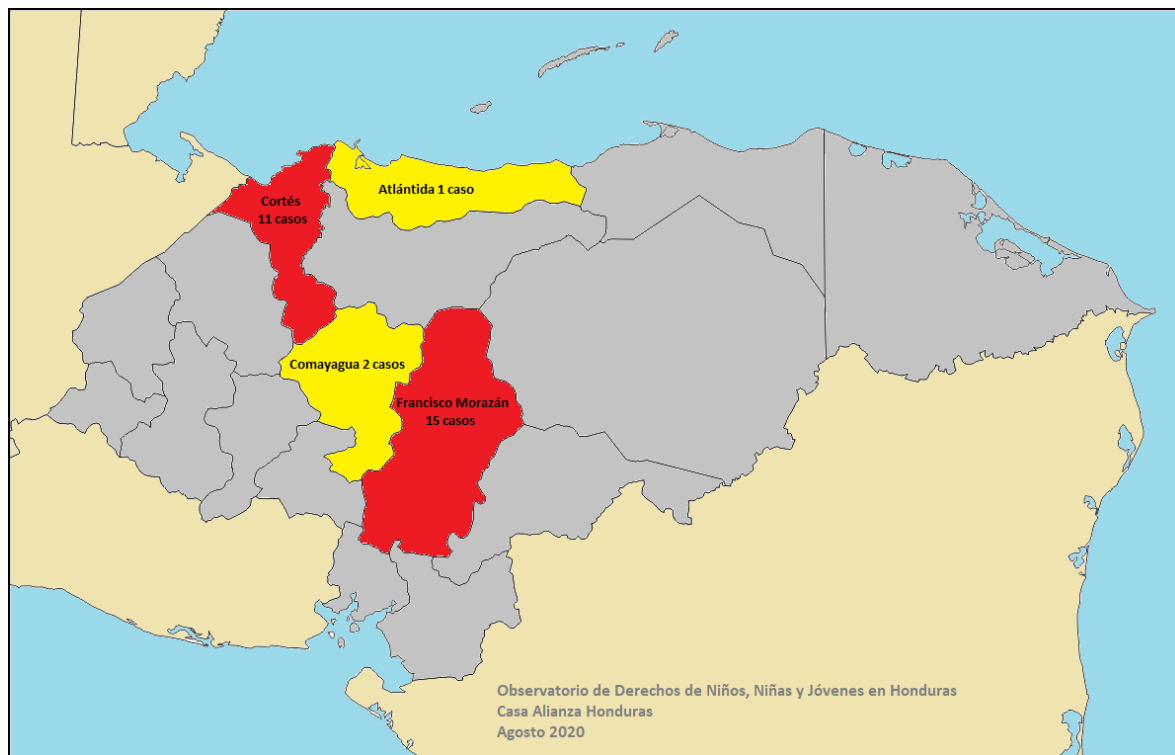 Atlántida 1 caso
Cortés
11 casos
Comayagua 2 casos
Francisco Morazán
15 casos
Observatorio de Derechos de Niños, Niñas y Jóvenes en Honduras
Casa Alianza Honduras
Agosto 2020